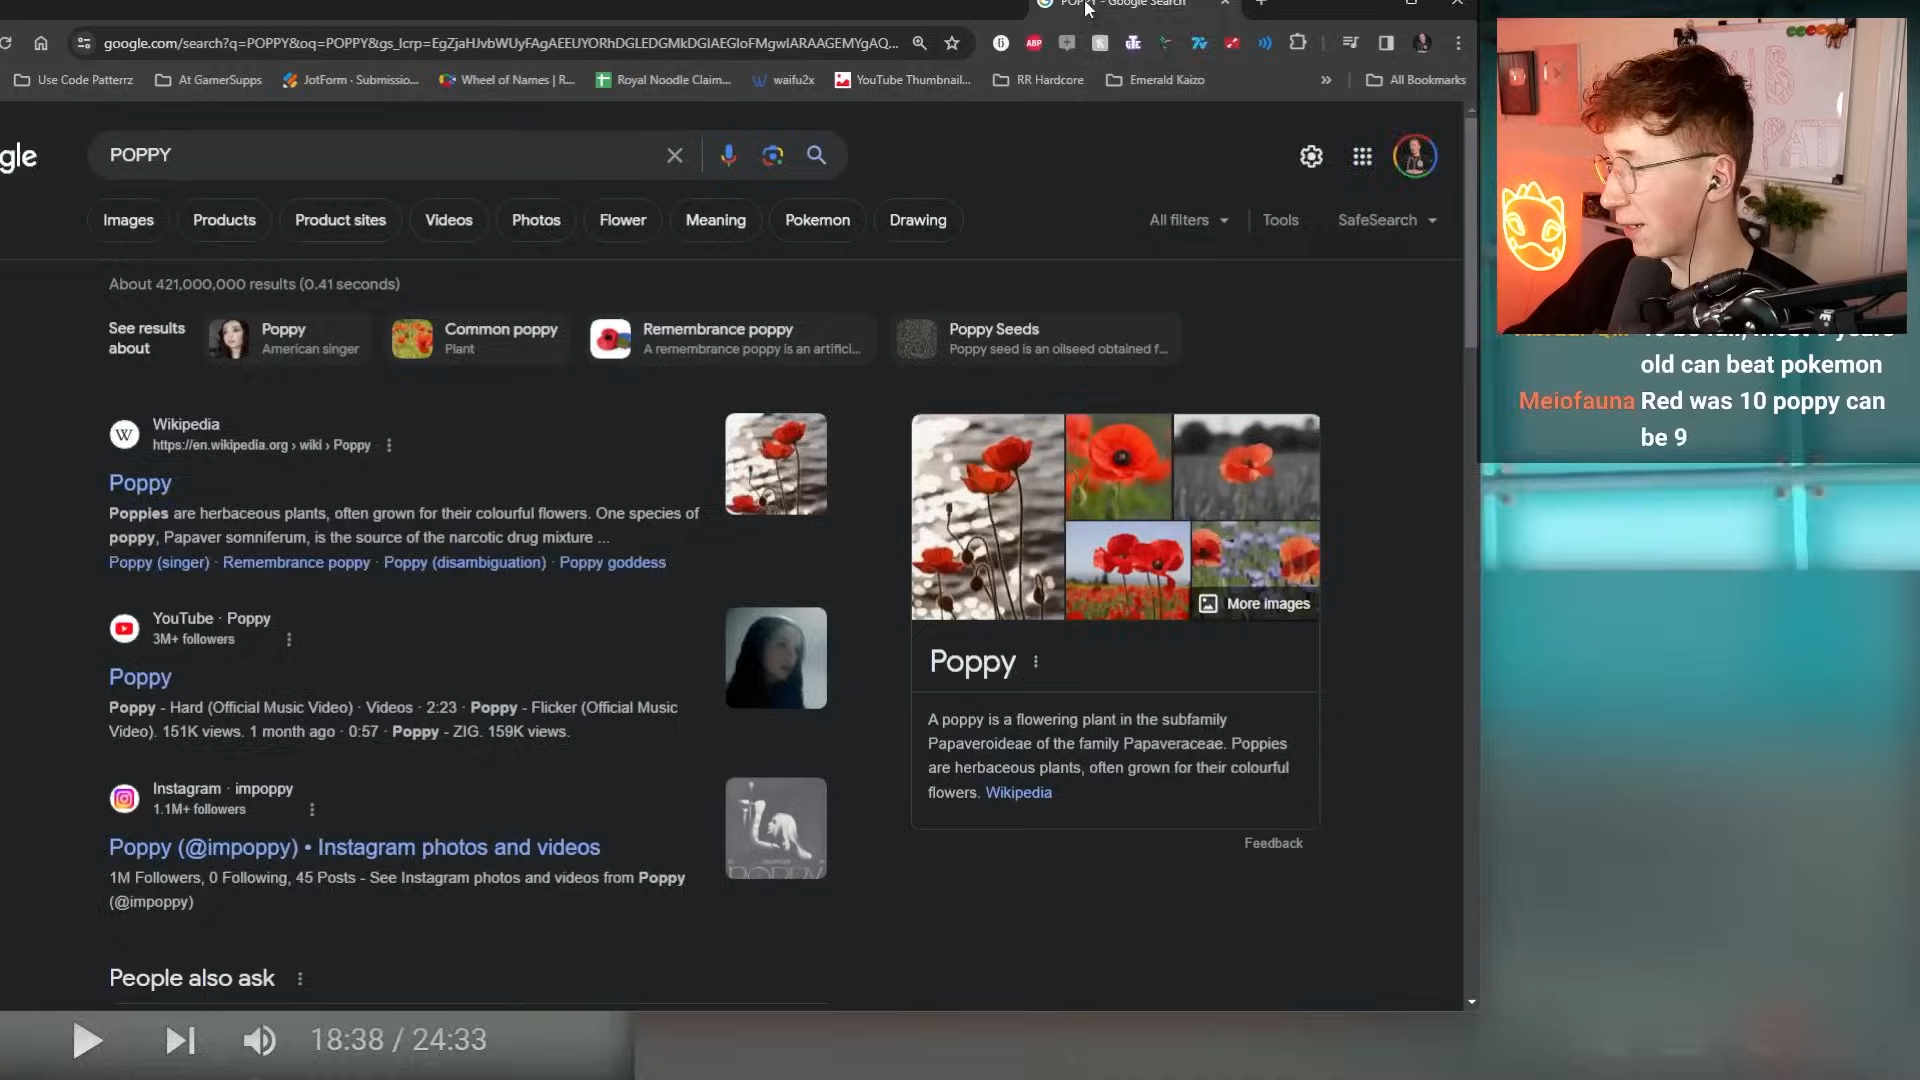 POPPY - Google Search
google.com/search?q=POPPY&oq=POPPY&gs_lcrp=EgZjaHJvbWUyFAgAEEUYORhDGLEDGMkDGIAEGIoFMgwIARAAGEMYgAQ...
ABP
Use Code Patterrz
At GamerSupps
JotForm · Submissio...
Wheel of Names | R...
Royal Noodle Claim...
waifu2x
YouTube Thumbnail...
RR Hardcore
Emerald Kaizo
»
All Bookmarks
gle
POPPY
Images
Products
Product sites
Videos
Photos
Flower
Meaning
Pokemon
Drawing
All filters
Tools
SafeSearch
About 421,000,000 results (0.41 seconds)
See results
about
Poppy
American singer
Common poppy
Plant
Remembrance poppy
A remembrance poppy is an artifici...
Poppy Seeds
Poppy seed is an oilseed obtained f...
W
Wikipedia
https://en.wikipedia.org › wiki › Poppy
Poppy
Poppies are herbaceous plants, often grown for their colourful flowers. One species of
poppy, Papaver somniferum, is the source of the narcotic drug mixture ...
Poppy (singer) · Remembrance poppy · Poppy (disambiguation) · Poppy goddess
YouTube · Poppy
3M+ followers
Poppy
Poppy - Hard (Official Music Video) · Videos · 2:23 · Poppy - Flicker (Official Music
Video). 151K views. 1 month ago · 0:57 · Poppy - ZIG. 159K views.
Instagram · impoppy
1.1M+ followers
Poppy (@impoppy) • Instagram photos and videos
1M Followers, 0 Following, 45 Posts - See Instagram photos and videos from Poppy
(@impoppy)
POPPY
People also ask
More images
Poppy
A poppy is a flowering plant in the subfamily
Papaveroideae of the family Papaveraceae. Poppies
are herbaceous plants, often grown for their colourful
flowers. Wikipedia
Feedback
old can beat pokemon
Meiofauna Red was 10 poppy can
be 9
18:38 / 24:33